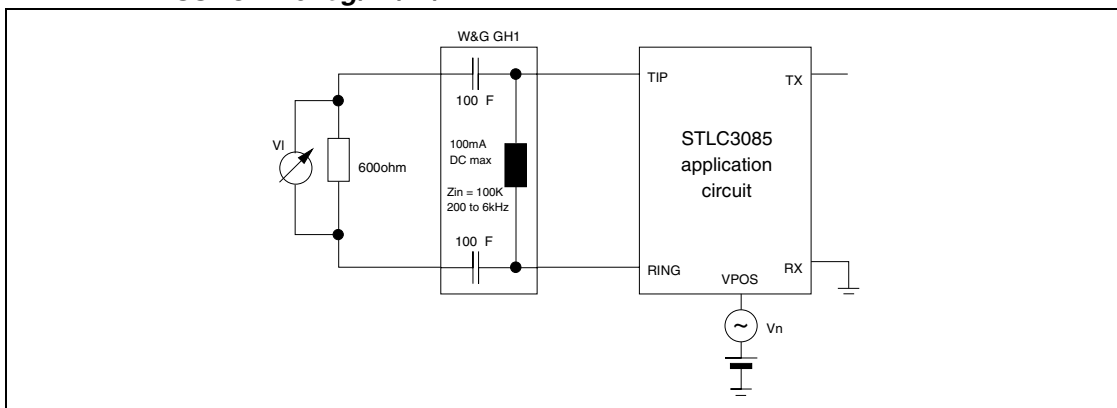 W&G GH1
TIP
TX
100 F
STLC3085
application
circuit
VI
600ohm
100mA
DC max
Zin = 100K
200 to 6kHz
100 F
RING
RX
VPOS
~
Vn